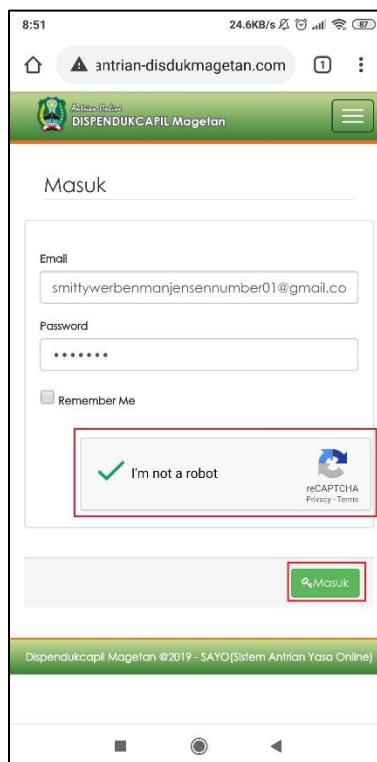 8:51 24.6KB/s 87
antrian-disdukmagetan.com 1
Antrian Online
DISPENDUKCAPIL Magetan
Masuk
Email
smittywerbenmanjensennumber01@gmail.co
Password
•••••••
Remember Me
I'm not a robot
reCAPTCHA
Privacy - Terms
Masuk
Dispendukcapil Magetan @2019 - SAYO(Sistem Antrian Yasa Online)